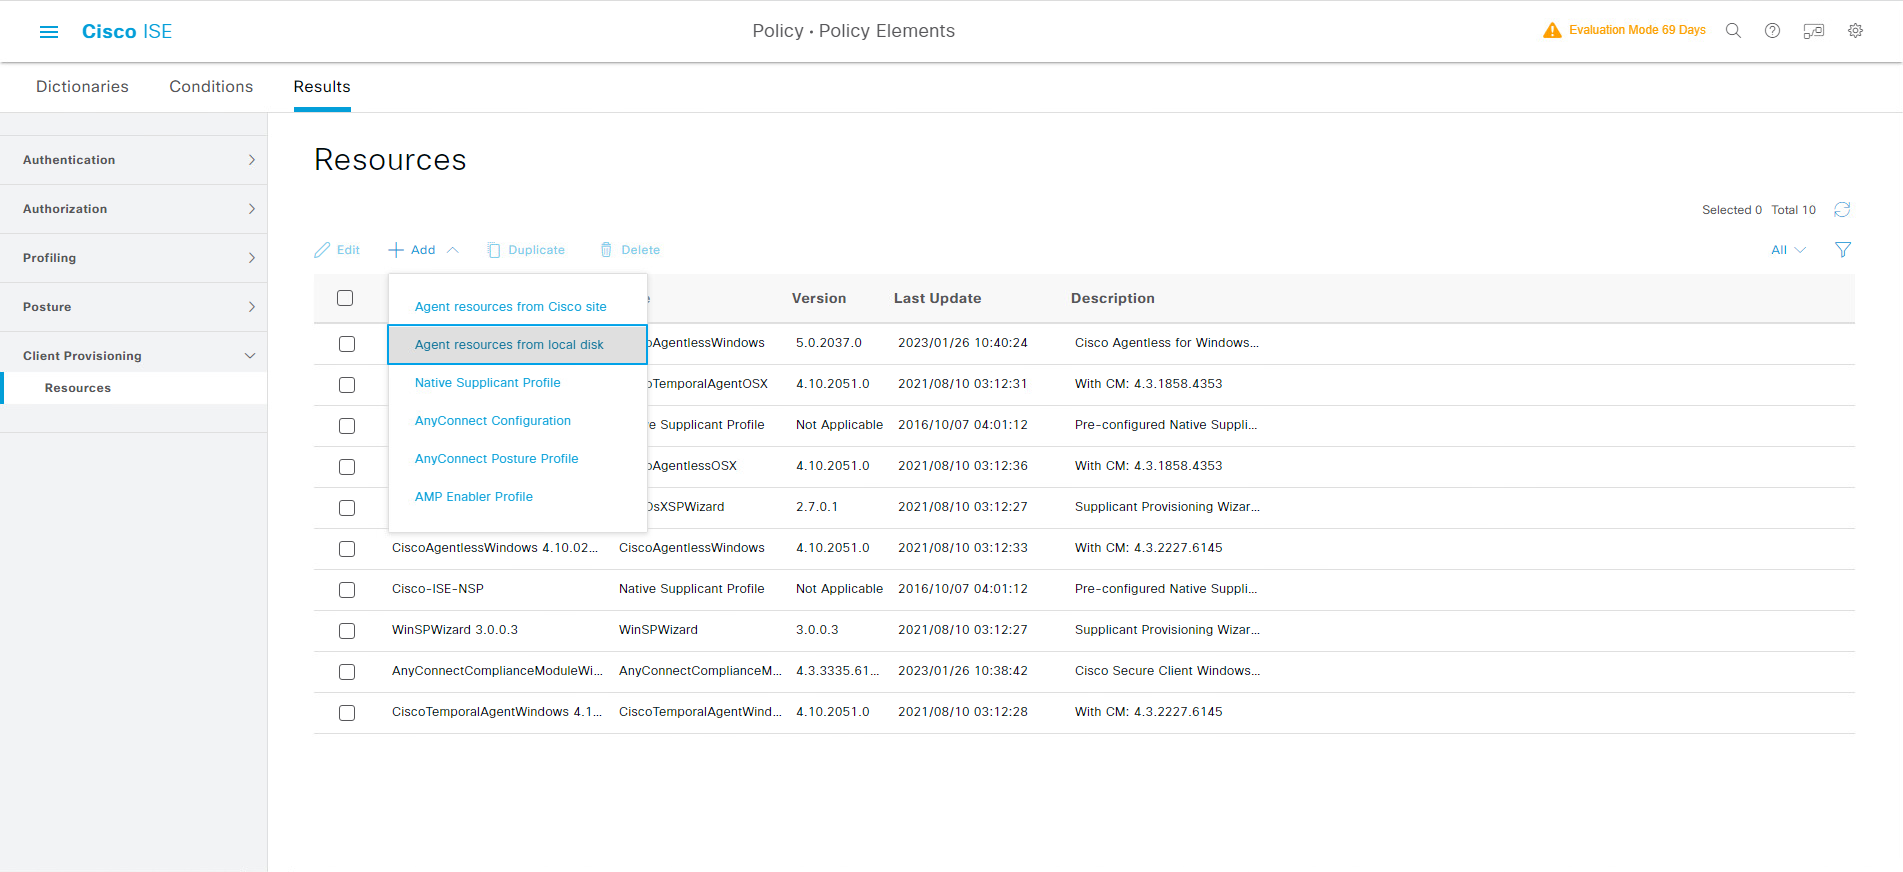 Cisco ISE
Policy · Policy Elements
Evaluation Mode 69 Days
Dictionaries Conditions Results
Authentication
Authorization
Profiling
Posture
Client Provisioning
Resources
Resources
Selected 0 Total 10
Edit Add Duplicate Delete All
Agent resources from Cisco site
Agent resources from local disk
Native Supplicant Profile
AnyConnect Configuration
AnyConnect Posture Profile
AMP Enabler Profile
Version Last Update Description
oAgentlessWindows 5.0.2037.0 2023/01/26 10:40:24 Cisco Agentless for Windows...
oTemporalAgentOSX 4.10.2051.0 2021/08/10 03:12:31 With CM: 4.3.1858.4353
e Supplicant Profile Not Applicable 2016/10/07 04:01:12 Pre-configured Native Suppli...
oAgentlessOSX 4.10.2051.0 2021/08/10 03:12:36 With CM: 4.3.1858.4353
OsXSPWizard 2.7.0.1 2021/08/10 03:12:27 Supplicant Provisioning Wizar...
CiscoAgentlessWindows 4.10.02... CiscoAgentlessWindows 4.10.2051.0 2021/08/10 03:12:33 With CM: 4.3.2227.6145
Cisco-ISE-NSP Native Supplicant Profile Not Applicable 2016/10/07 04:01:12 Pre-configured Native Suppli...
WinSPWizard 3.0.0.3 WinSPWizard 3.0.0.3 2021/08/10 03:12:27 Supplicant Provisioning Wizar...
AnyConnectComplianceModuleWi... AnyConnectComplianceM... 4.3.3335.61... 2023/01/26 10:38:42 Cisco Secure Client Windows...
CiscoTemporalAgentWindows 4.1... CiscoTemporalAgentWind... 4.10.2051.0 2021/08/10 03:12:28 With CM: 4.3.2227.6145